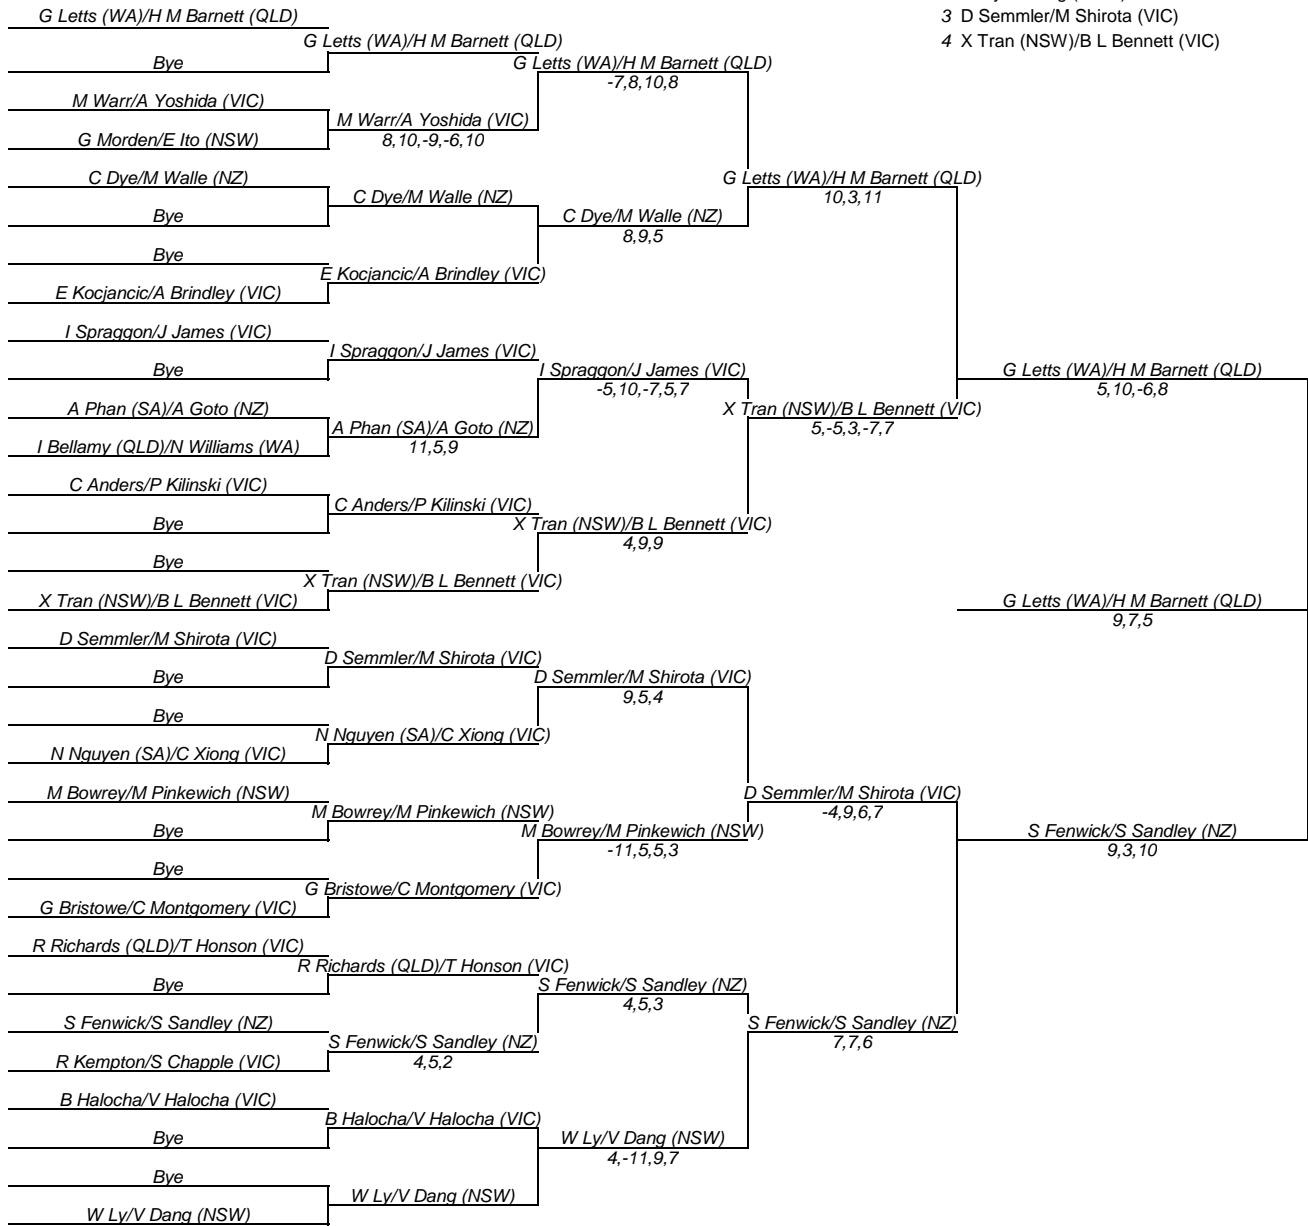 G Letts (WA)/H M Barnett (QLD)
Bye
M Warr/A Yoshida (VIC)
G Morden/E Ito (NSW)
C Dye/M Walle (NZ)
Bye
Bye
E Kocjancic/A Brindley (VIC)
I Spraggon/J James (VIC)
Bye
A Phan (SA)/A Goto (NZ)
I Bellamy (QLD)/N Williams (WA)
C Anders/P Kilinski (VIC)
Bye
Bye
X Tran (NSW)/B L Bennett (VIC)
D Semmler/M Shirota (VIC)
Bye
Bye
N Nguyen (SA)/C Xiong (VIC)
M Bowrey/M Pinkewich (NSW)
Bye
Bye
G Bristowe/C Montgomery (VIC)
R Richards (QLD)/T Honson (VIC)
Bye
S Fenwick/S Sandley (NZ)
R Kempton/S Chapple (VIC)
B Halocha/V Halocha (VIC)
Bye
Bye
W Ly/V Dang (NSW)
G Letts (WA)/H M Barnett (QLD)
M Warr/A Yoshida (VIC)
8,10,-9,-6,10
C Dye/M Walle (NZ)
E Kocjancic/A Brindley (VIC)
I Spraggon/J James (VIC)
A Phan (SA)/A Goto (NZ)
11,5,9
C Anders/P Kilinski (VIC)
X Tran (NSW)/B L Bennett (VIC)
D Semmler/M Shirota (VIC)
N Nguyen (SA)/C Xiong (VIC)
M Bowrey/M Pinkewich (NSW)
G Bristowe/C Montgomery (VIC)
R Richards (QLD)/T Honson (VIC)
S Fenwick/S Sandley (NZ)
4,5,2
B Halocha/V Halocha (VIC)
W Ly/V Dang (NSW)
G Letts (WA)/H M Barnett (QLD)
-7,8,10,8
C Dye/M Walle (NZ)
8,9,5
I Spraggon/J James (VIC)
-5,10,-7,5,7
X Tran (NSW)/B L Bennett (VIC)
4,9,9
D Semmler/M Shirota (VIC)
9,5,4
M Bowrey/M Pinkewich (NSW)
-11,5,5,3
S Fenwick/S Sandley (NZ)
4,5,3
W Ly/V Dang (NSW)
4,-11,9,7
G Letts (WA)/H M Barnett (QLD)
10,3,11
X Tran (NSW)/B L Bennett (VIC)
5,-5,3,-7,7
D Semmler/M Shirota (VIC)
-4,9,6,7
S Fenwick/S Sandley (NZ)
7,7,6
3 D Semmler/M Shirota (VIC)
4 X Tran (NSW)/B L Bennett (VIC)
G Letts (WA)/H M Barnett (QLD)
5,10,-6,8
G Letts (WA)/H M Barnett (QLD)
9,7,5
S Fenwick/S Sandley (NZ)
9,3,10